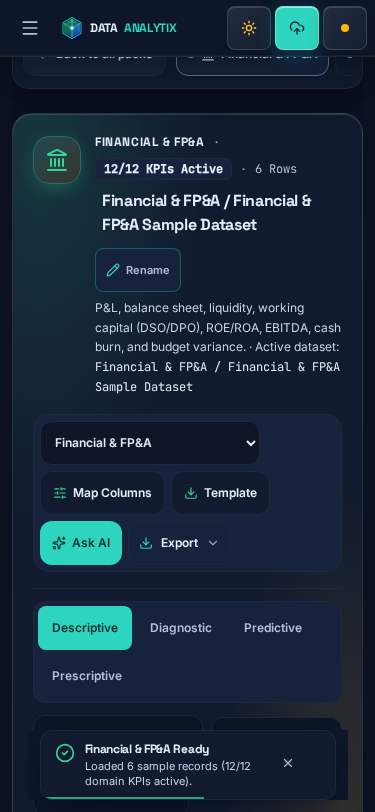 DATA ANALYTIX
FINANCIAL & FP&A ·
12/12 KPIs Active · 6 Rows
Financial & FP&A / Financial &
FP&A Sample Dataset
Rename
P&L, balance sheet, liquidity, working
capital (DSO/DPO), ROE/ROA, EBITDA, cash
burn, and budget variance. · Active dataset:
Financial & FP&A / Financial & FP&A
Sample Dataset
Financial & FP&A
Map Columns
Template
Ask AI
Export
Descriptive
Diagnostic
Predictive
Prescriptive
Financial & FP&A Ready
Loaded 6 sample records (12/12
domain KPIs active).